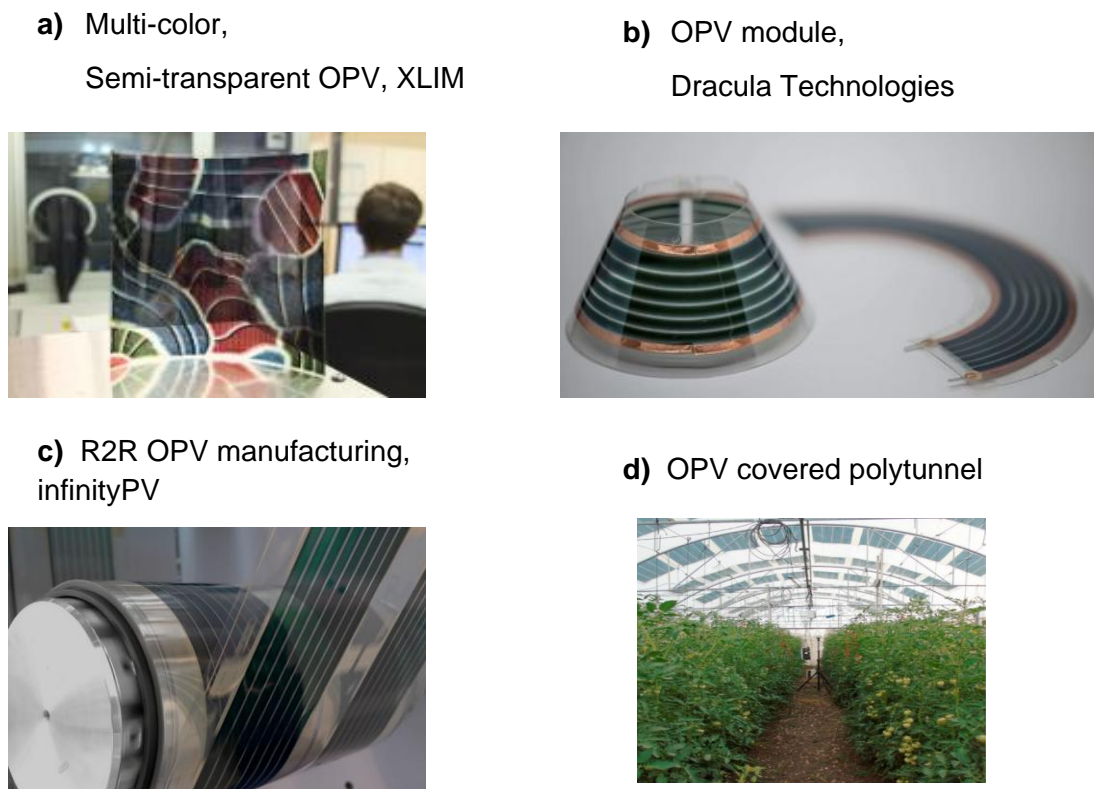 a) Multi-color,
Semi-transparent OPV, XLIM
b) OPV module,
Dracula Technologies
c) R2R OPV manufacturing,
infinityPV
d) OPV covered polytunnel